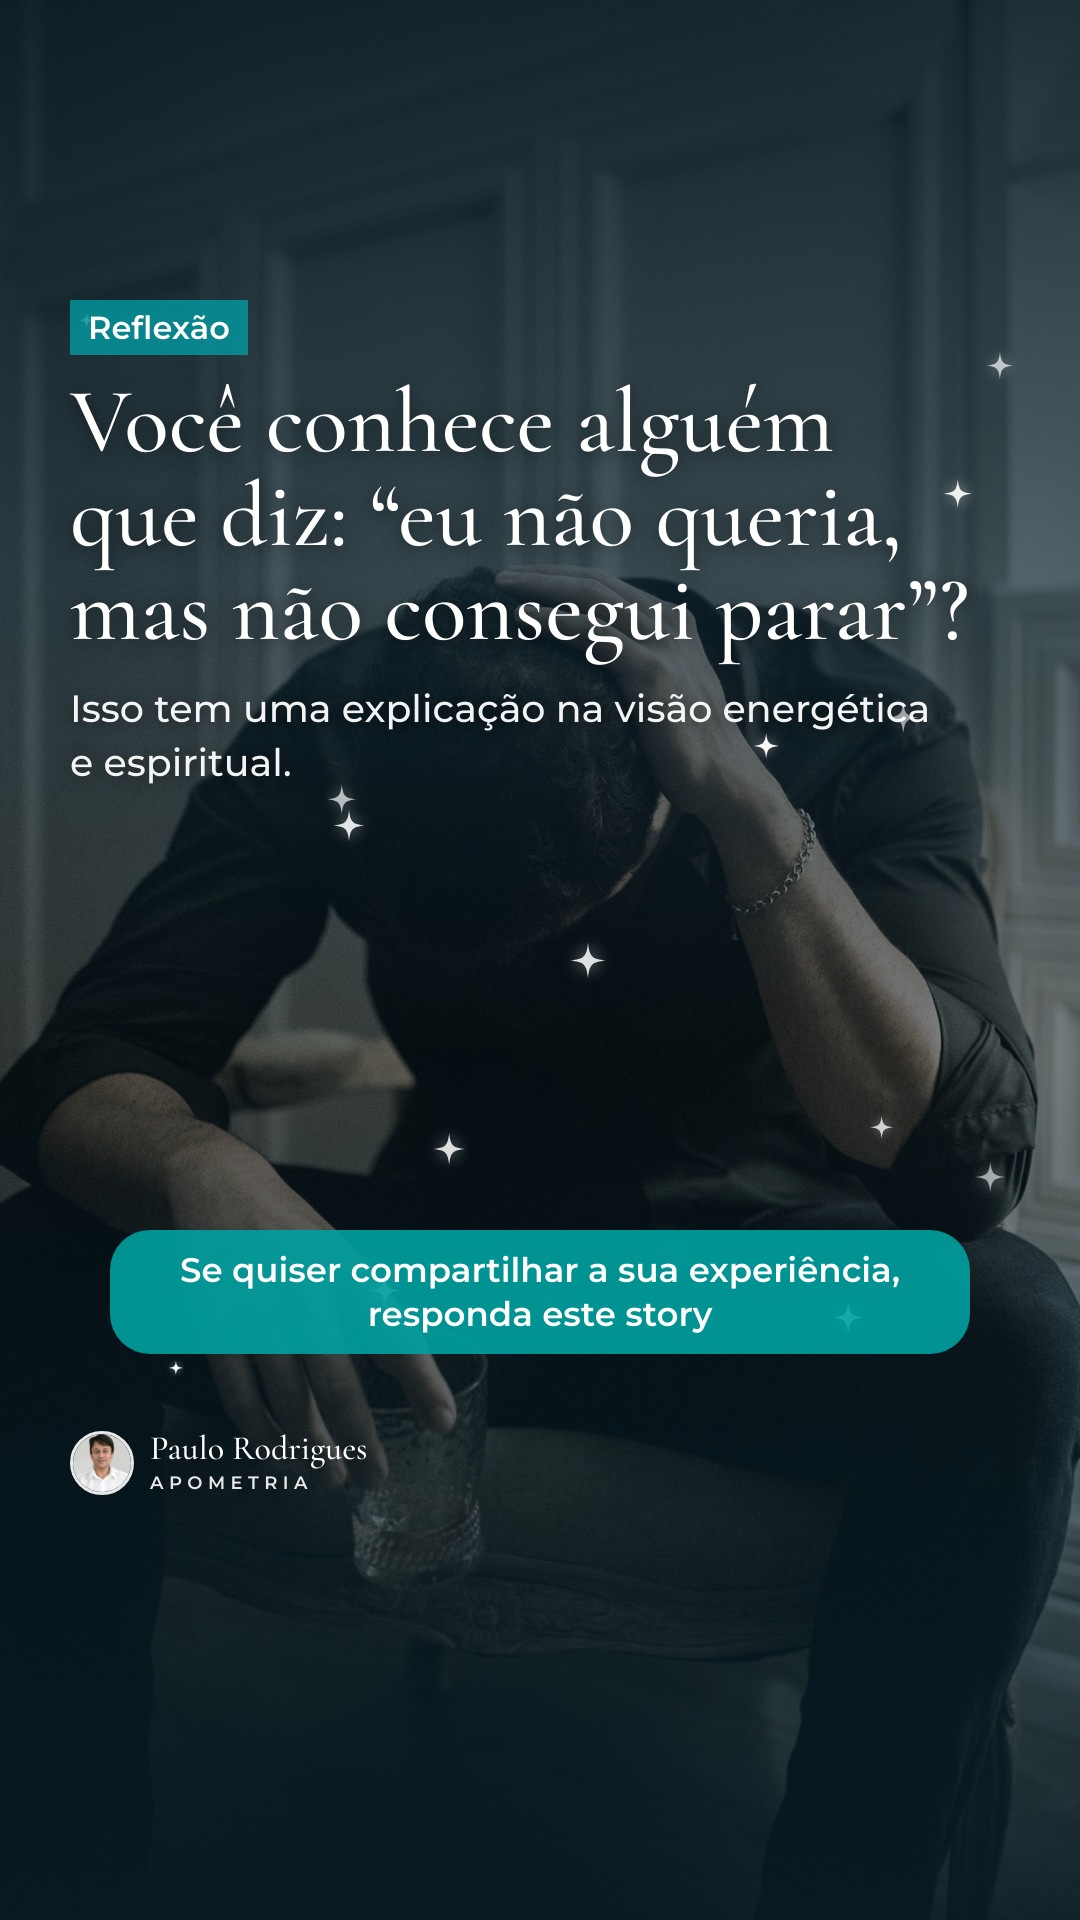 Reflexão
Você conhece alguém
que diz: “eu não queria,
mas não consegui parar”?
Isso tem uma explicação na visão energética
e espiritual.
Se quiser compartilhar a sua experiência,
responda este story
Paulo Rodrigues
APOMETRIA